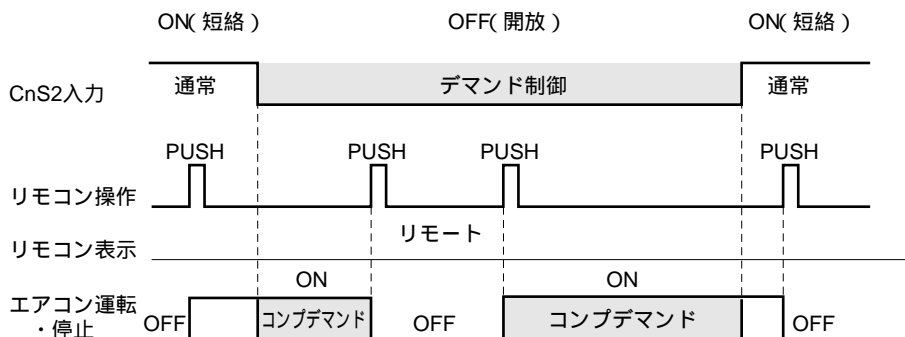 ON(短絡) OFF(開放) ON(短絡)
CnS2入力 通常 デマンド制御 通常
PUSH PUSH PUSH PUSH
リモコン操作
リモート
リモコン表示
ON ON
エアコン運転
・停止 OFF コンプデマンド OFF コンプデマンド OFF